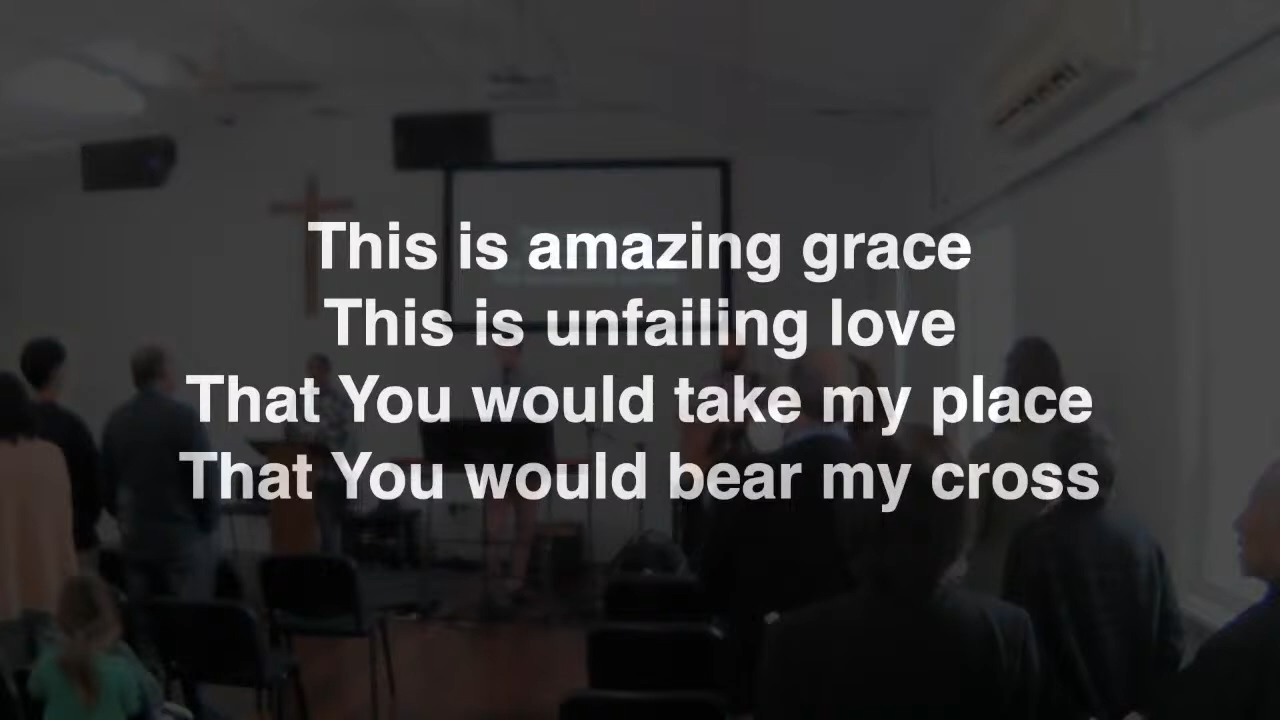 This is amazing grace
This is unfailing love
That You would take my place
That You would bear my cross